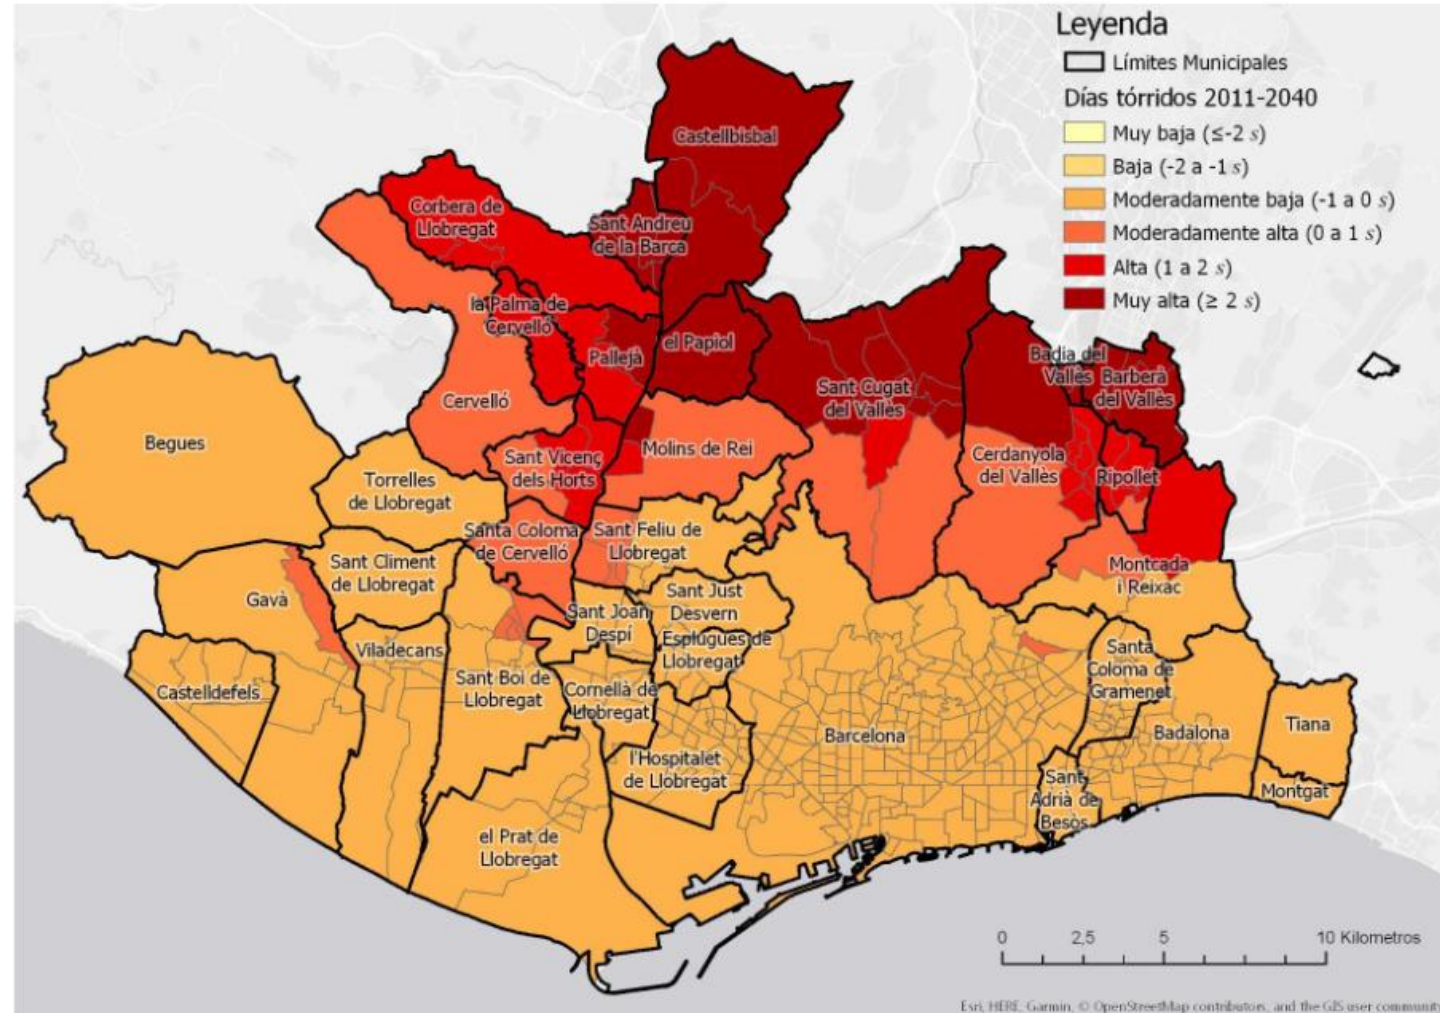 Leyenda
Límites Municipales
Días tórridos 2011-2040
Muy baja (≤-2 s)
Baja (-2 a -1 s)
Moderadamente baja (-1 a 0 s)
Moderadamente alta (0 a 1 s)
Alta (1 a 2 s)
Muy alta (≥ 2 s)
Castellbisbal
Corbera de
Llobregat
Sant Andreu
de la Barca
la Palma de
Cervelló
Pallejà
el Papiol
Badia del
Vallès
Barberà
del Vallès
Sant Cugat
del Vallès
Cervelló
Begues
Molins de Rei
Sant Vicenç
dels Horts
Cerdanyola
del Vallès
Ripollet
Torrelles
de Llobregat
Santa Coloma
de Cervelló
Sant Feliu de
Llobregat
Sant Climent
de Llobregat
Montcada
i Reixac
Gavà
Sant Just
Desvern
Sant Joan
Despí
Esplugues de
Llobregat
Viladecans
Santa
Coloma de
Gramenet
Castelldefels
Sant Boi de
Llobregat
Cornellà de
Llobregat
Barcelona
Badalona
Tiana
l'Hospitalet
de Llobregat
Sant
Adrià de
Besòs
Montgat
el Prat de
Llobregat
0 2,5 5 10 Kilometros
Esri, HERE, Garmin, © OpenStreetMap contributors, and the GIS user community